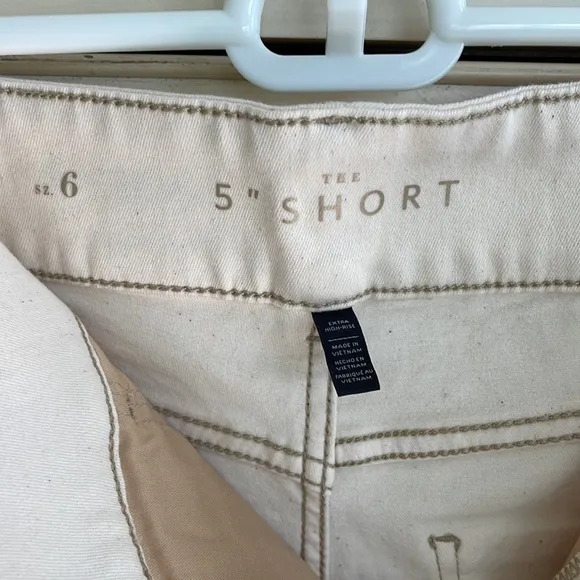 SZ. 6
THE
5" SHORT
EXTRA
HIGH-RISE
MADE IN
VIETNAM
HECHO EN
VIETNAM
FABRIQUÉ AU
VIETNAM